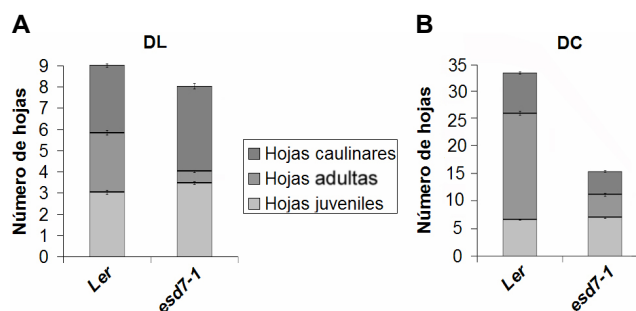 A
DL
Número de hojas
9
8
7
6
5
4
3
2
1
0
Ler
esd7-1
Hojas caulinares
Hojas adultas
Hojas juveniles
B
DC
Número de hojas
35
30
25
20
15
10
5
0
Ler
esd7-1